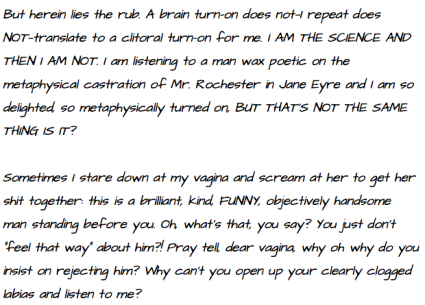 But herein lies the rub. A brain turn-on does not-I repeat does
NOT-translate to a clitoral turn-on for me. I AM THE SCIENCE AND
THEN I AM NOT. I am listening to a man wax poetic on the
metaphysical castration of Mr. Rochester in Jane Eyre and I am so
delighted, so metaphysically turned on, BUT THAT'S NOT THE SAME
THING IS IT?
Sometimes I stare down at my vagina and scream at her to get her
shit together: this is a brilliant, kind, FUNNY, objectively handsome
man standing before you. Oh, what's that, you say? You just don't
"feel that way" about him?! Pray tell, dear vagina, why oh why do you
insist on rejecting him? Why can't you open up your clearly clogged
labias and listen to me?